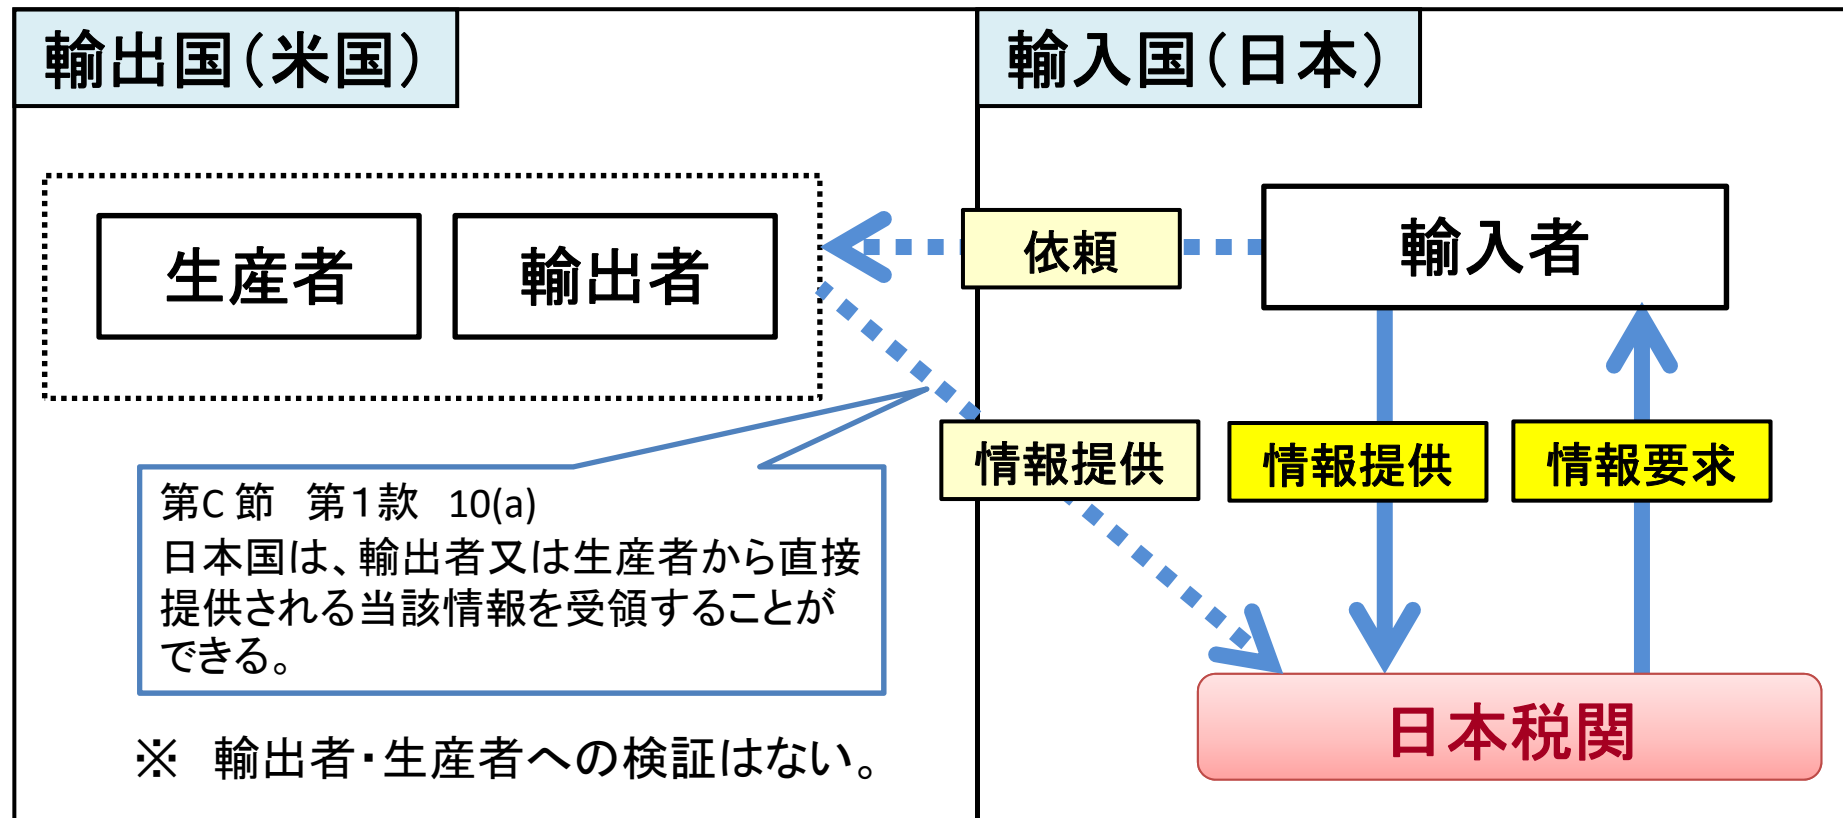 輸出国（米国）
輸入国（日本）
生産者
輸出者
依頼
輸入者
情報提供
情報提供
情報要求
第C 節　第１款　10(a)
日本国は、輸出者又は生産者から直接
提供される当該情報を受領することが
できる。
※　輸出者・生産者への検証はない。
日本税関